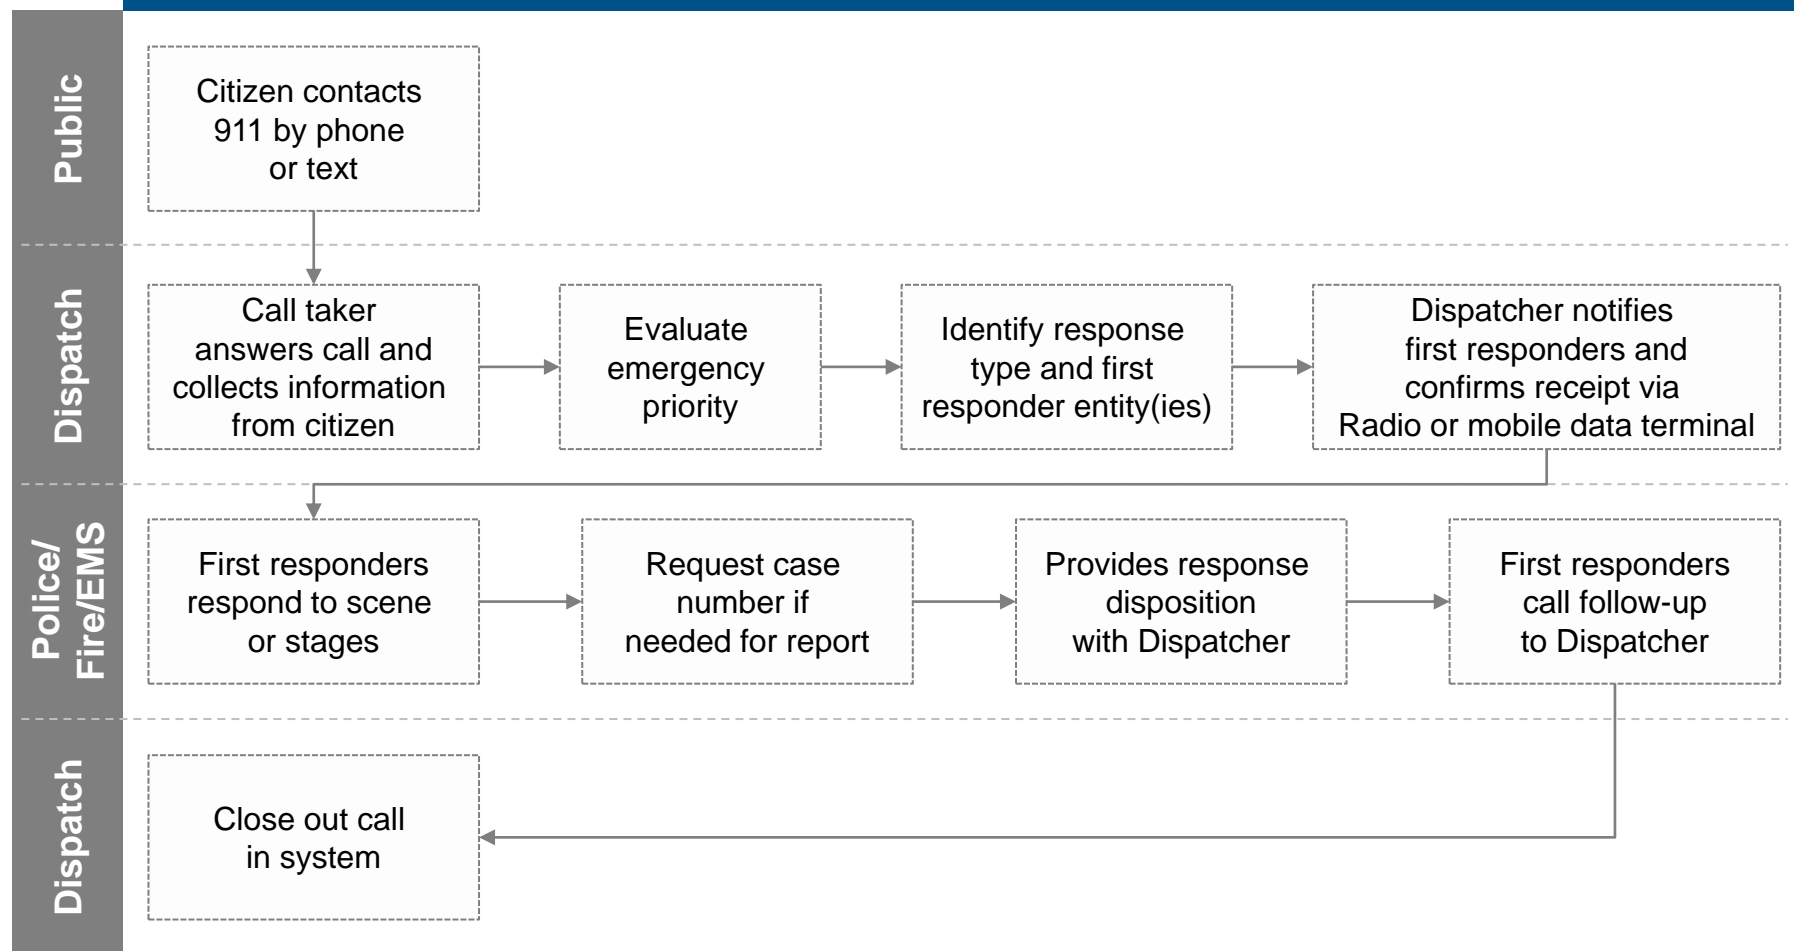 Public
Citizen contacts
911 by phone
or text
Dispatch
Call taker
answers call and
collects information
from citizen
Evaluate
emergency
priority
Identify response
type and first
responder entity(ies)
Dispatcher notifies
first responders and
confirms receipt via
Radio or mobile data terminal
Police/
Fire/EMS
First responders
respond to scene
or stages
Request case
number if
needed for report
Provides response
disposition
with Dispatcher
First responders
call follow-up
to Dispatcher
Dispatch
Close out call
in system